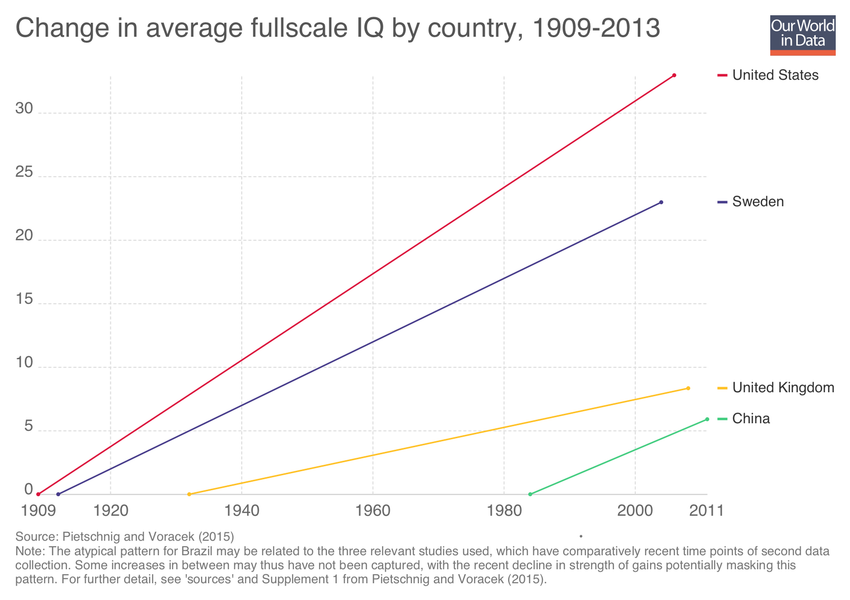 Change in average fullscale IQ by country, 1909-2013
Our World
in Data
United States
30
25
Sweden
20
15
10
United Kingdom
China
5
0
1909
1920
1940
1960
1980
2000
2011
Source: Pietschnig and Voracek (2015)
Note: The atypical pattern for Brazil may be related to the three relevant studies used, which have comparatively recent time points of second data
collection. Some increases in between may thus have not been captured, with the recent decline in strength of gains potentially masking this
pattern. For further detail, see 'sources' and Supplement 1 from Pietschnig and Voracek (2015).